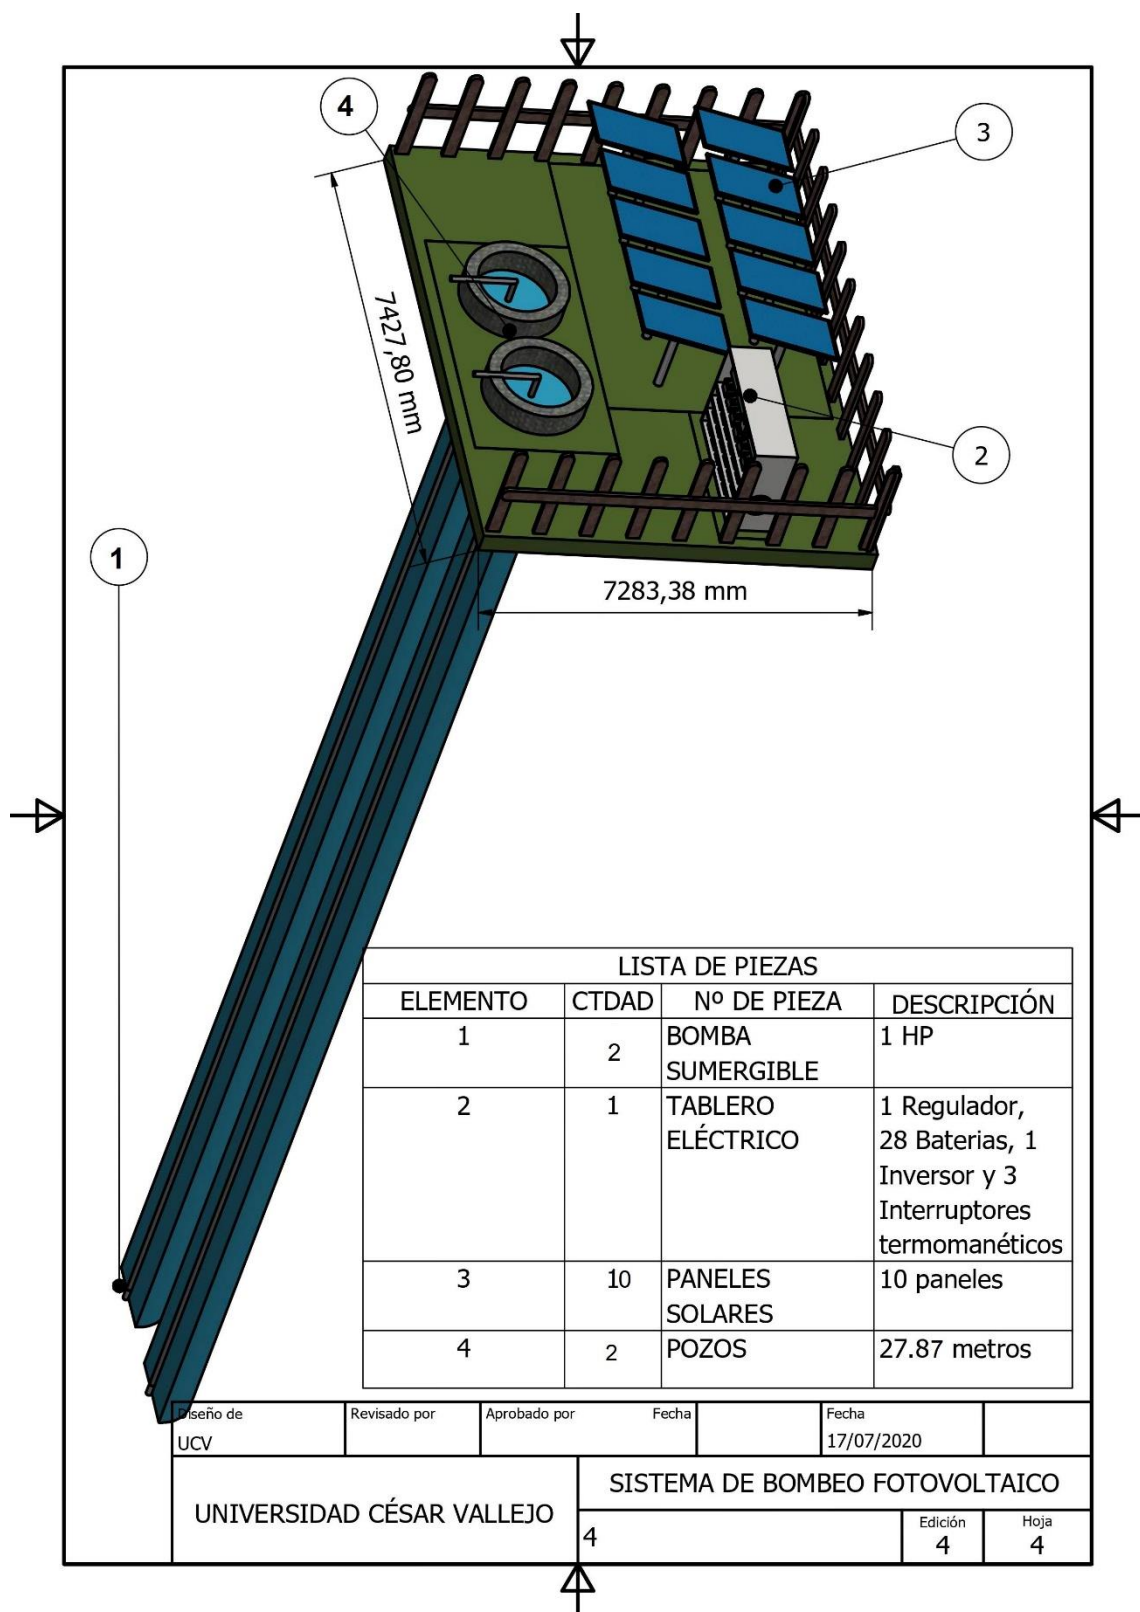 4
3
7427,80 mm
2
1
7283,38 mm
LISTA DE PIEZAS
ELEMENTO CTDAD Nº DE PIEZA DESCRIPCIÓN
1 2 BOMBA SUMERGIBLE 1 HP
2 1 TABLERO ELÉCTRICO 1 Regulador,
28 Baterias, 1
Inversor y 3
Interruptores
termomanéticos
3 10 PANELES SOLARES 10 paneles
4 2 POZOS 27.87 metros
Diseño de Revisado por Aprobado por Fecha Fecha
UCV 17/07/2020
UNIVERSIDAD CÉSAR VALLEJO
SISTEMA DE BOMBEO FOTOVOLTAICO
4
Edición Hoja
4 4